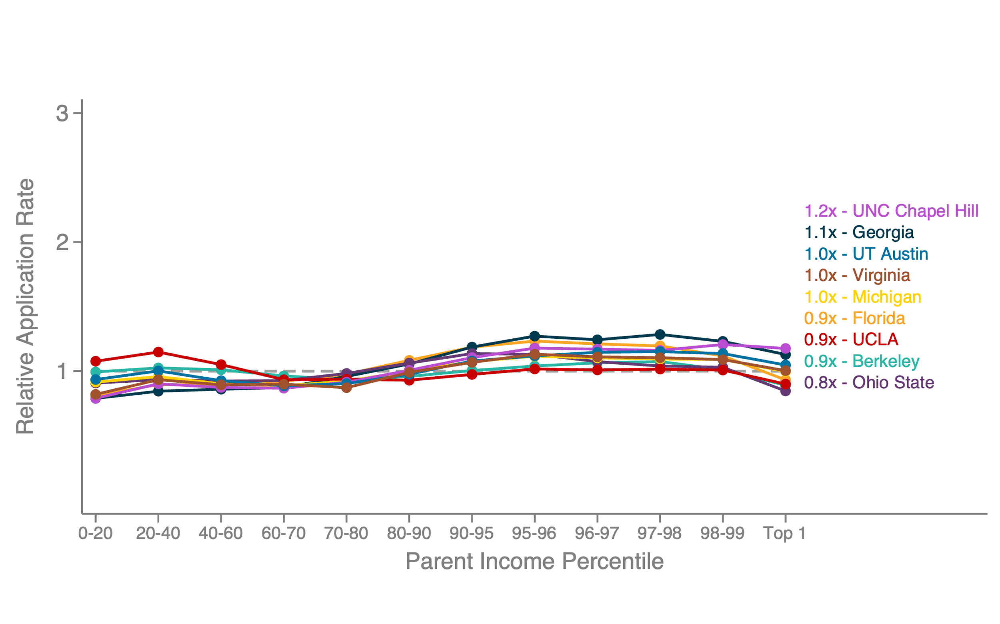 3
2
1
Relative Application Rate
1.2x - UNC Chapel Hill
1.1x - Georgia
1.0x - UT Austin
1.0x - Virginia
1.0x - Michigan
0.9x - Florida
0.9x - UCLA
0.9x - Berkeley
0.8x - Ohio State
0-20 20-40 40-60 60-70 70-80 80-90 90-95 95-96 96-97 97-98 98-99 Top 1
Parent Income Percentile